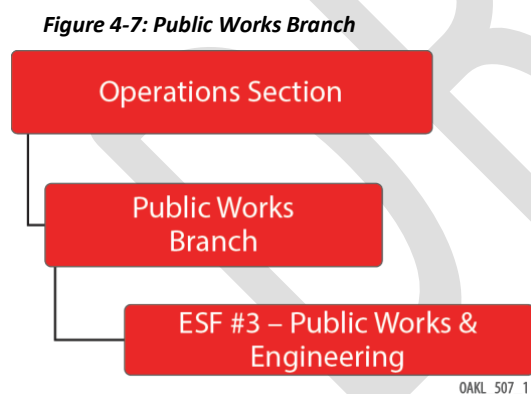 Figure 4-7: Public Works Branch
Operations Section
Public Works
Branch
ESF #3 – Public Works &
Engineering
OAKL 507 1